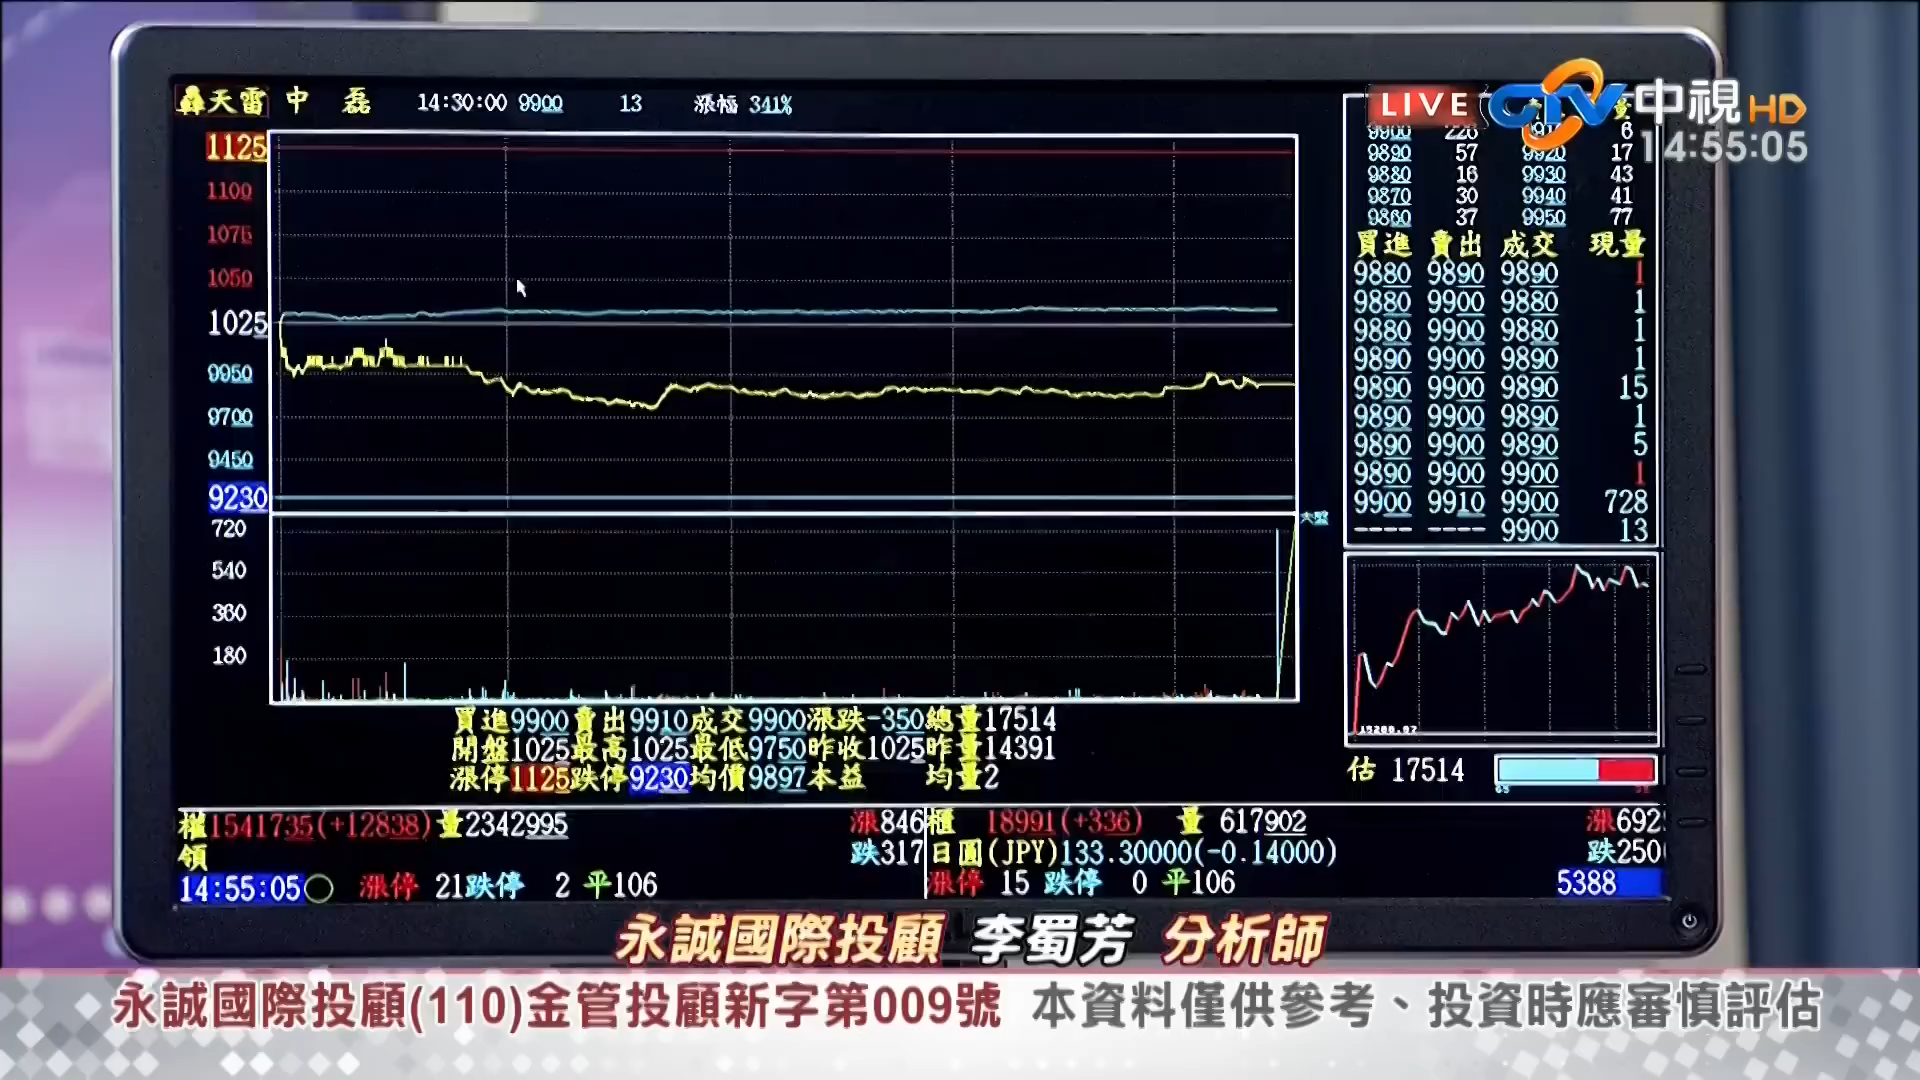 天雷 中 磊 14:30:00 9900 13 漲幅 341%
LIVE CTV 中視 HD
14:55:05
1125
1100
1075
1050
1025
9950
9700
9450
9230
720
540
360
180
大盤
9900 226 9910 6
9890 57 9920 17
9880 16 9930 43
9870 30 9940 41
9860 37 9950 77
買進 賣出 成交 現量
9880 9890 9890 1
9880 9900 9880 1
9880 9900 9880 1
9890 9900 9890 1
9890 9900 9890 15
9890 9900 9890 1
9890 9900 9890 5
9890 9900 9900 1
9900 9910 9900 728
---- ---- 9900 13
估 17514
買進9900賣出9910成交9900漲跌-350總量17514
開盤1025最高1025最低9750昨收1025昨量14391
漲停1125跌停9230均價9897本益 均量2
權1541735(+12838)量2342995 漲846
領 跌317
14:55:05 漲停 21跌停 2 平106
櫃 18991(+336) 量 617902 漲692
日圓(JPY)133.30000(-0.14000) 跌250
漲停 15 跌停 0 平106 5388
永誠國際投顧 李蜀芳 分析師
永誠國際投顧(110)金管投顧新字第009號 本資料僅供參考、投資時應審慎評估